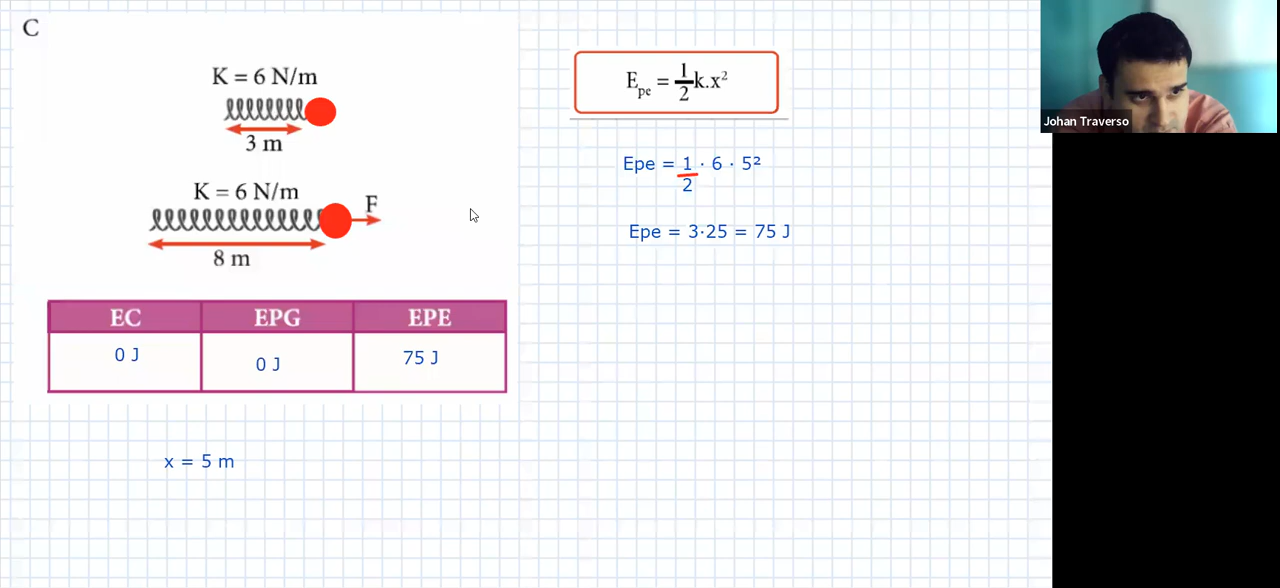 C
K = 6 N/m
3 m
K = 6 N/m
F
8 m
EC EPG EPE
0 J 0 J 75 J
x = 5 m
E_pe = 1/2 k.x²
Epe = 1/2 · 6 · 5²
Epe = 3·25 = 75 J
Johan Traverso